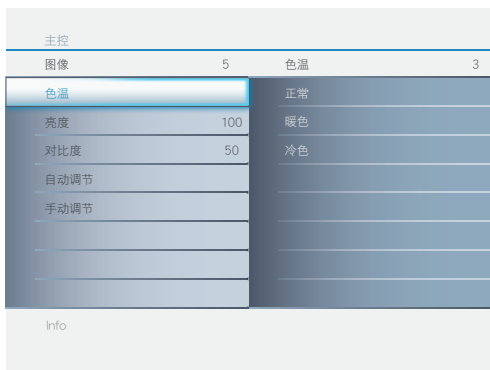 主控
图像 5 色温 3
色温 正常
亮度 100 暖色
对比度 50 冷色
自动调节
手动调节
Info